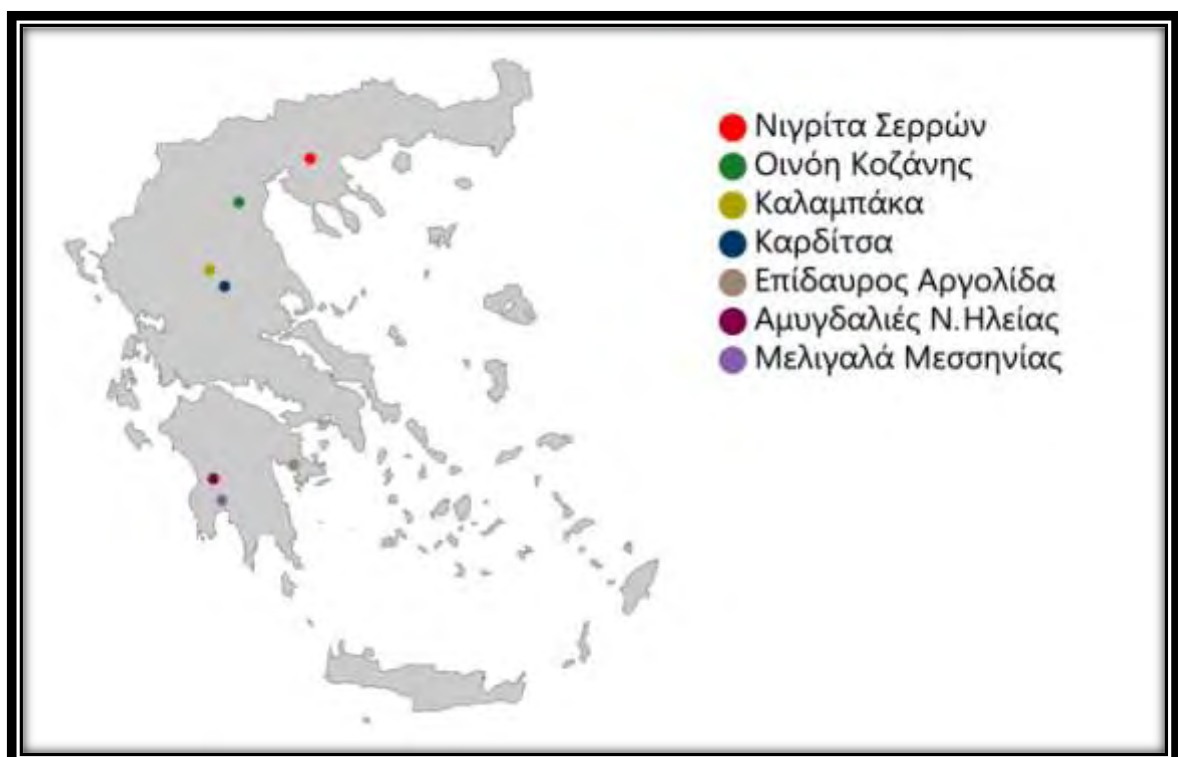 Νιγρίτα Σερρών
Οινόη Κοζάνης
Καλαμπάκα
Καρδίτσα
Επίδαυρος Αργολίδα
Αμυγδαλιές Ν.Ηλείας
Μελιγαλά Μεσσηνίας